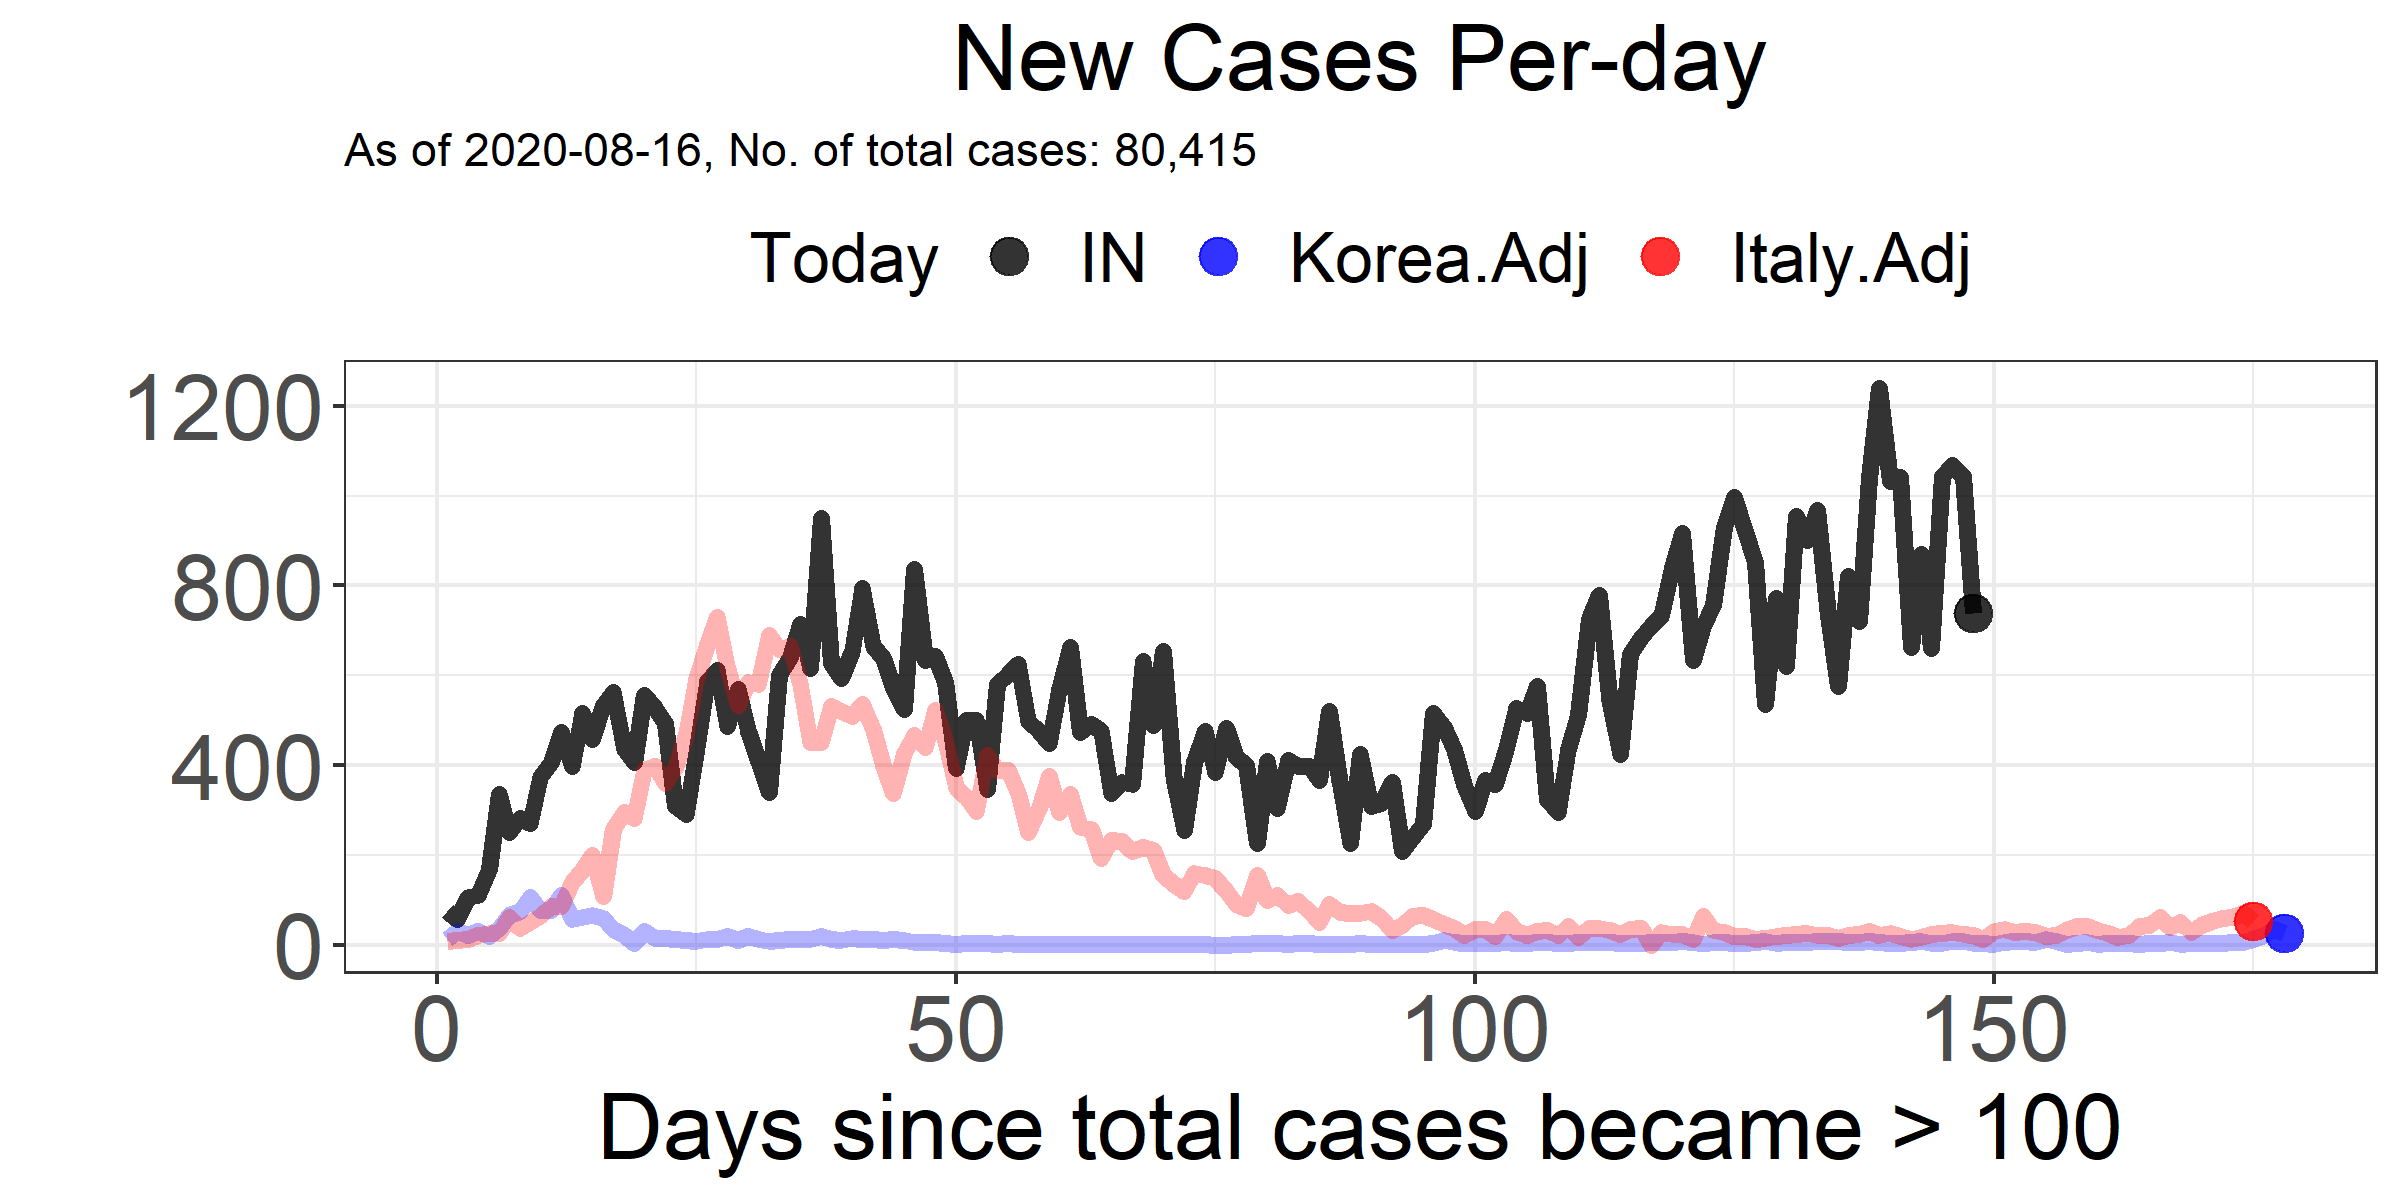 New Cases Per-day
As of 2020-08-16, No. of total cases: 80,415
Today IN Korea.Adj Italy.Adj
1200
800
400
0
0 50 100 150
Days since total cases became > 100